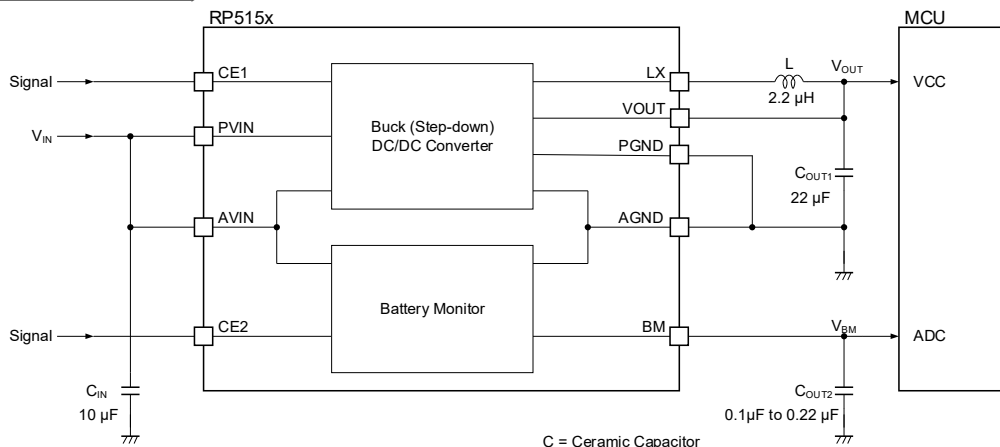 RP515x
MCU
Signal
CE1
LX
L
2.2 µH
VOUT
VCC
VIN
PVIN
Buck (Step-down)
DC/DC Converter
VOUT
PGND
COUT1
22 µF
AVIN
AGND
Battery Monitor
Signal
CE2
BM
VBM
ADC
CIN
10 µF
COUT2
0.1µF to 0.22 µF
C = Ceramic Capacitor